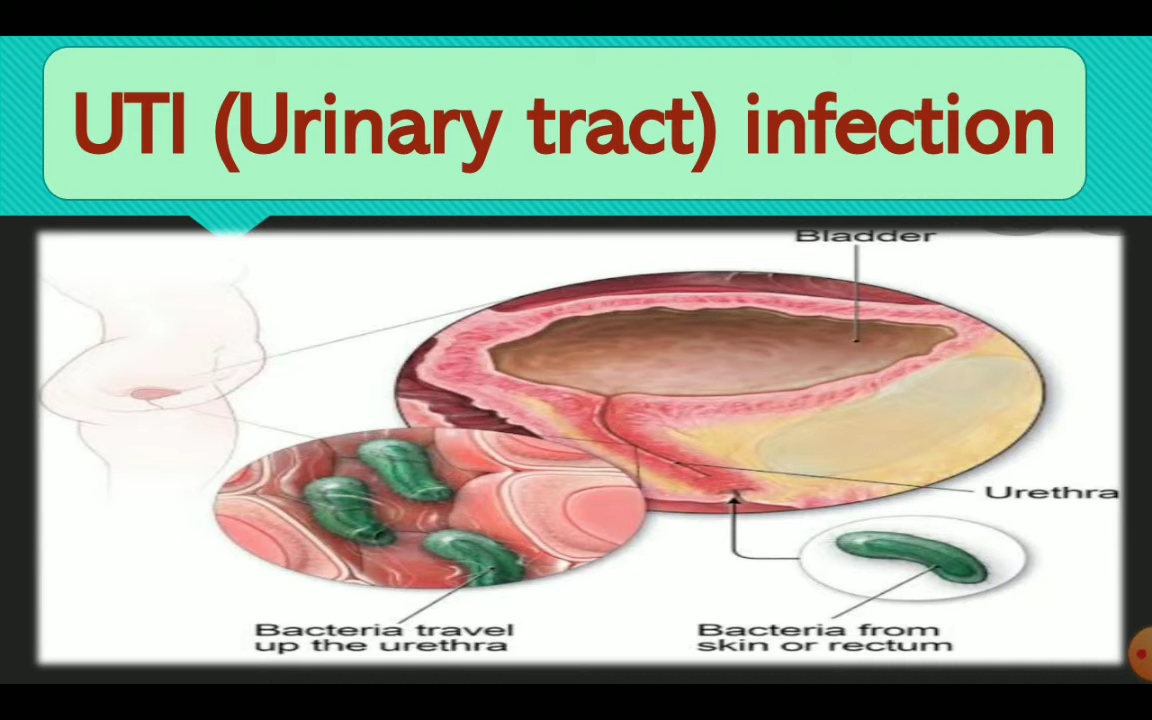 UTI (Urinary tract) infection
Bladder
Urethra
Bacteria travel
up the urethra
Bacteria from
skin or rectum